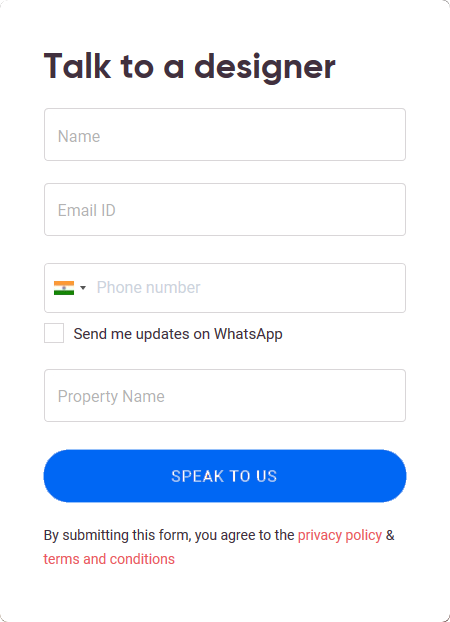 Talk to a designer
Name
Email ID
Phone number
Send me updates on WhatsApp
Property Name
SPEAK TO US
By submitting this form, you agree to the privacy policy &
terms and conditions